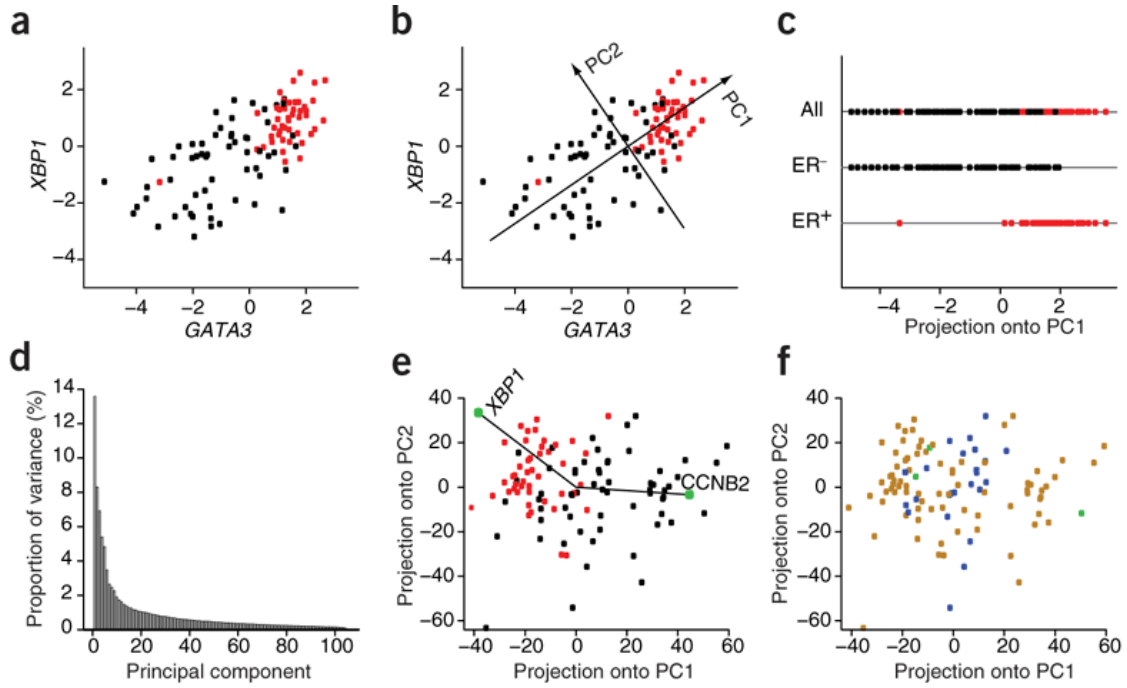 a
XBP1
2
0
−2
−4
−4
−2
0
2
GATA3
b
PC2
PC1
XBP1
2
0
−2
−4
−4
−2
0
2
GATA3
c
All
ER−
ER+
−4
−2
0
2
Projection onto PC1
d
Proportion of variance (%)
14
12
10
8
6
4
2
0
0
20
40
60
80
100
Principal component
e
XBP1
CCNB2
Projection onto PC2
40
20
0
−20
−40
−60
−40
−20
0
20
40
60
Projection onto PC1
f
Projection onto PC2
40
20
0
−20
−40
−60
−40
−20
0
20
40
60
Projection onto PC1